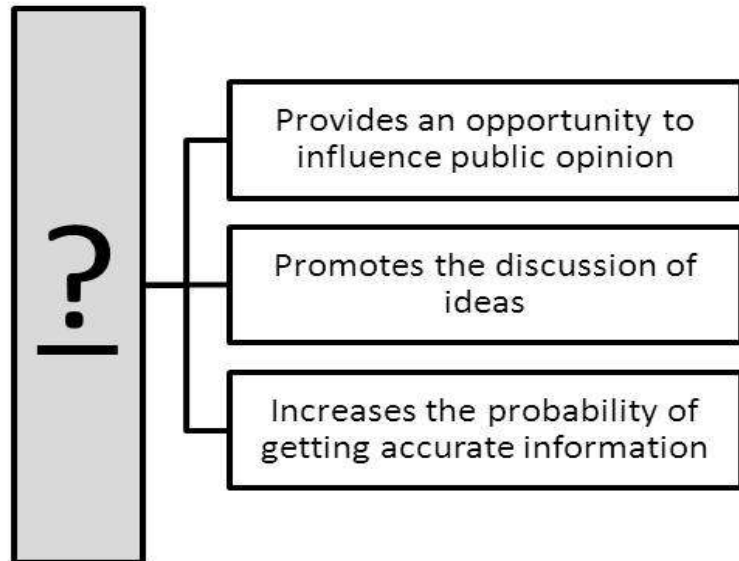 ?
Provides an opportunity to
influence public opinion
Promotes the discussion of
ideas
Increases the probability of
getting accurate information